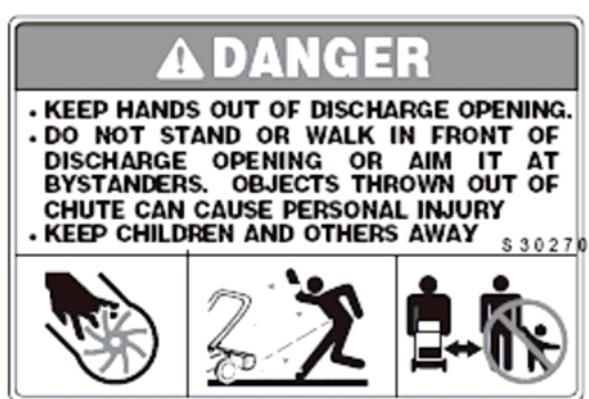 DANGER
• KEEP HANDS OUT OF DISCHARGE OPENING.
• DO NOT STAND OR WALK IN FRONT OF
DISCHARGE OPENING OR AIM IT AT
BYSTANDERS. OBJECTS THROWN OUT OF
CHUTE CAN CAUSE PERSONAL INJURY
• KEEP CHILDREN AND OTHERS AWAY
S30270